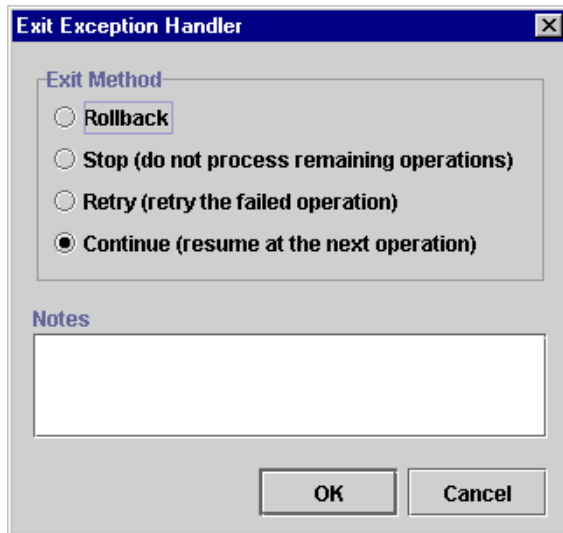 Exit Exception Handler
Exit Method
Rollback
Stop (do not process remaining operations)
Retry (retry the failed operation)
Continue (resume at the next operation)
Notes
OK
Cancel